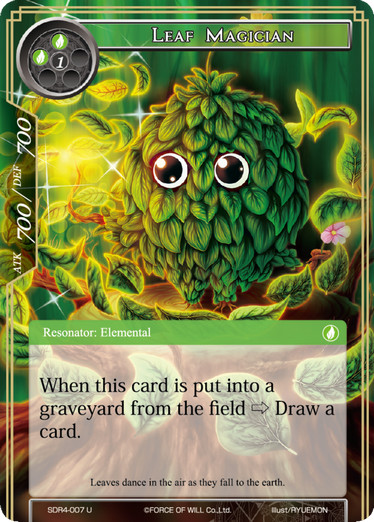 Leaf Magician
1
ATK 700 / DEF 700
Resonator: Elemental
When this card is put into a
graveyard from the field ⇨ Draw a
card.
Leaves dance in the air as they fall to the earth.
SDR4-007 U ©FORCE OF WILL Co.,Ltd. Illust/RYUEMON